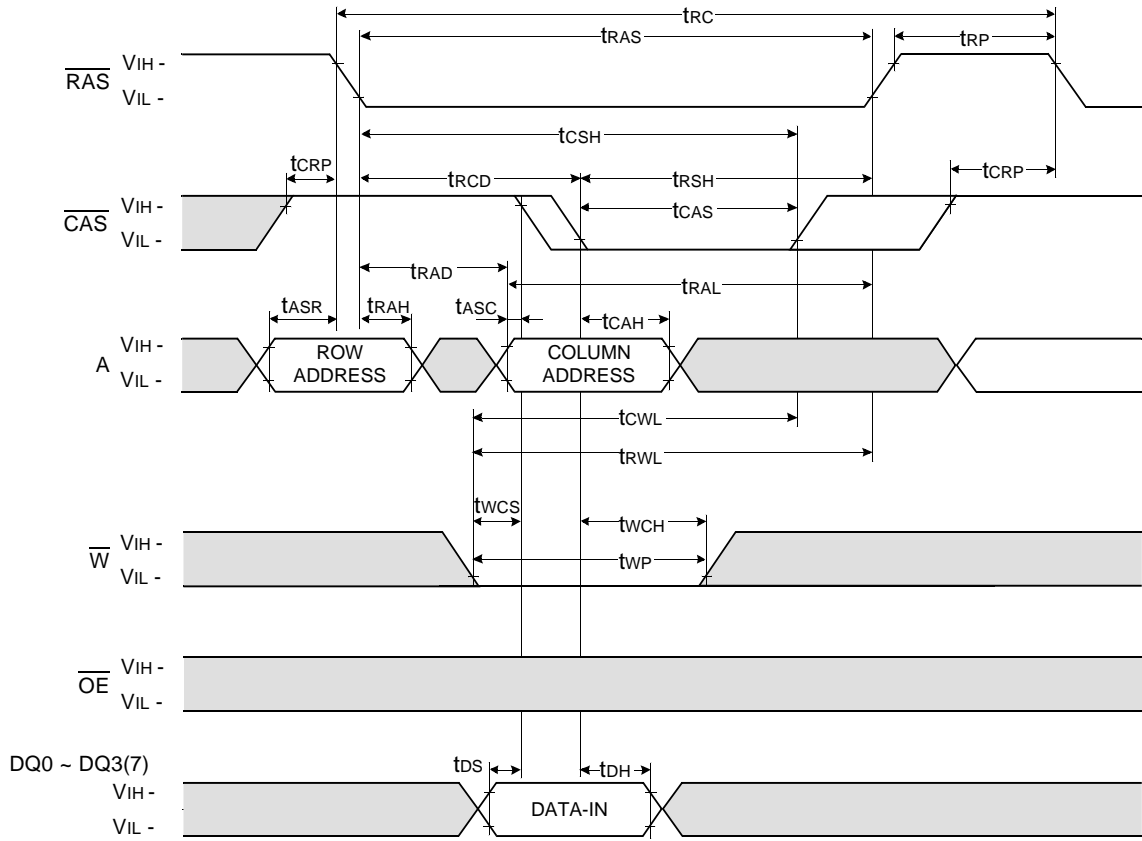 tRC
tRAS
tRP
RAS
VIH -
VIL -
tCSH
tCRP
tRCD
tRSH
tCRP
CAS
VIH -
VIL -
tCAS
tRAD
tRAL
tASR
tRAH
tASC
tCAH
A
VIH -
VIL -
ROW
ADDRESS
COLUMN
ADDRESS
tCWL
tRWL
tWCS
tWCH
W
VIH -
VIL -
tWP
OE
VIH -
VIL -
DQ0 ~ DQ3(7)
tDS
tDH
VIH -
VIL -
DATA-IN